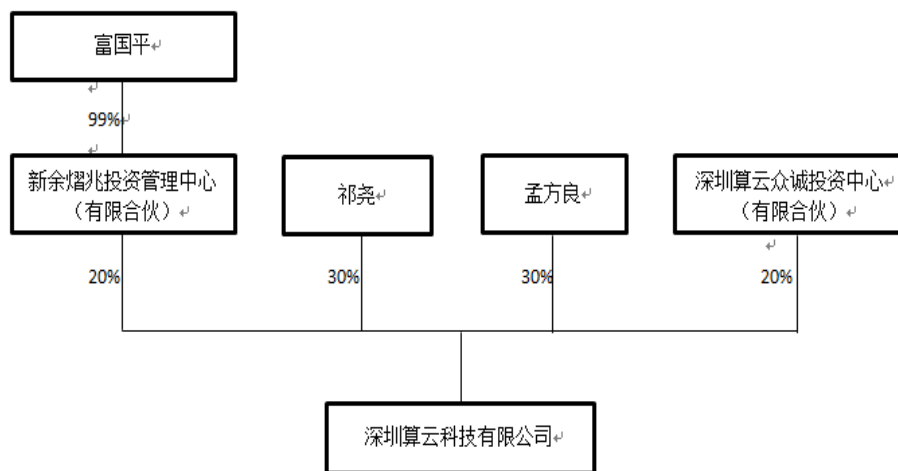 富国平
99%
新余熠兆投资管理中心
（有限合伙）
祁尧
孟方良
深圳算云众诚投资中心
（有限合伙）
20%
30%
30%
20%
深圳算云科技有限公司